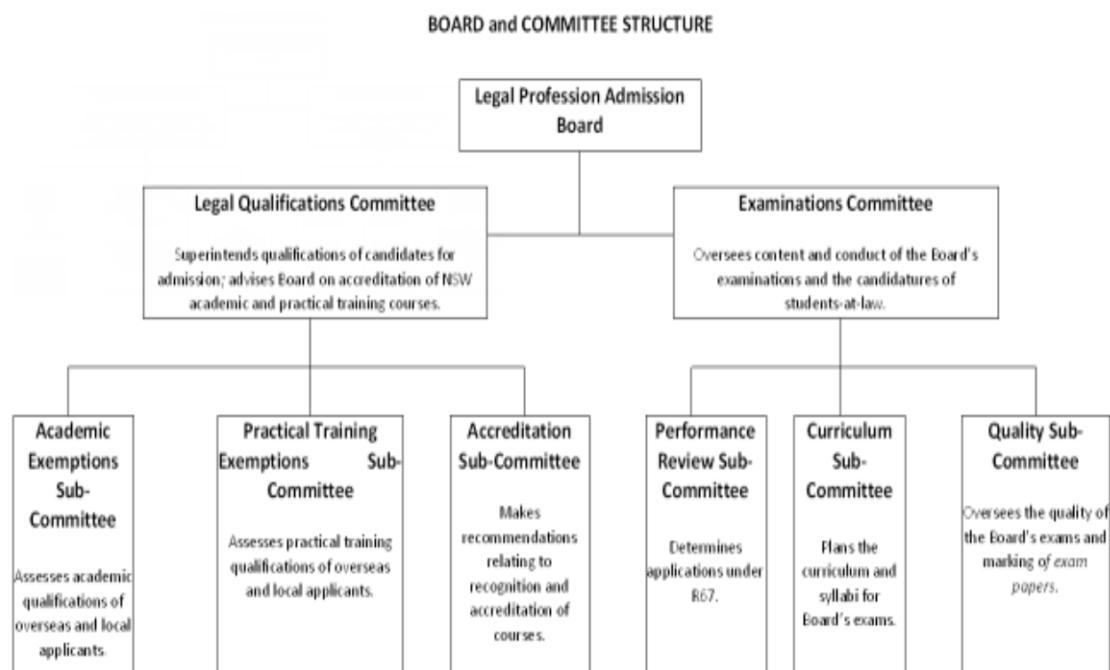 BOARD and COMMITTEE STRUCTURE
Legal Profession Admission
Board
Legal Qualifications Committee
Superintends qualifications of candidates for
admission; advises Board on accreditation of NSW
academic and practical training courses.
Examinations Committee
Oversees content and conduct of the Board's
examinations and the candidatures of
students-at-law.
Academic
Exemptions
Sub-
Committee
Assesses academic
qualifications of
overseas and local
applicants.
Practical Training
Exemptions Sub-
Committee
Assesses practical training
qualifications of overseas
and local applicants.
Accreditation
Sub-Committee
Makes
recommendations
relating to
recognition and
accreditation of
courses.
Performance
Review Sub-
Committee
Determines
applications under
R67.
Curriculum
Sub-
Committee
Plans the
curriculum and
syllabi for
Board's exams.
Quality Sub-
Committee
Oversees the quality of
the Board's exams and
marking of exam
papers.